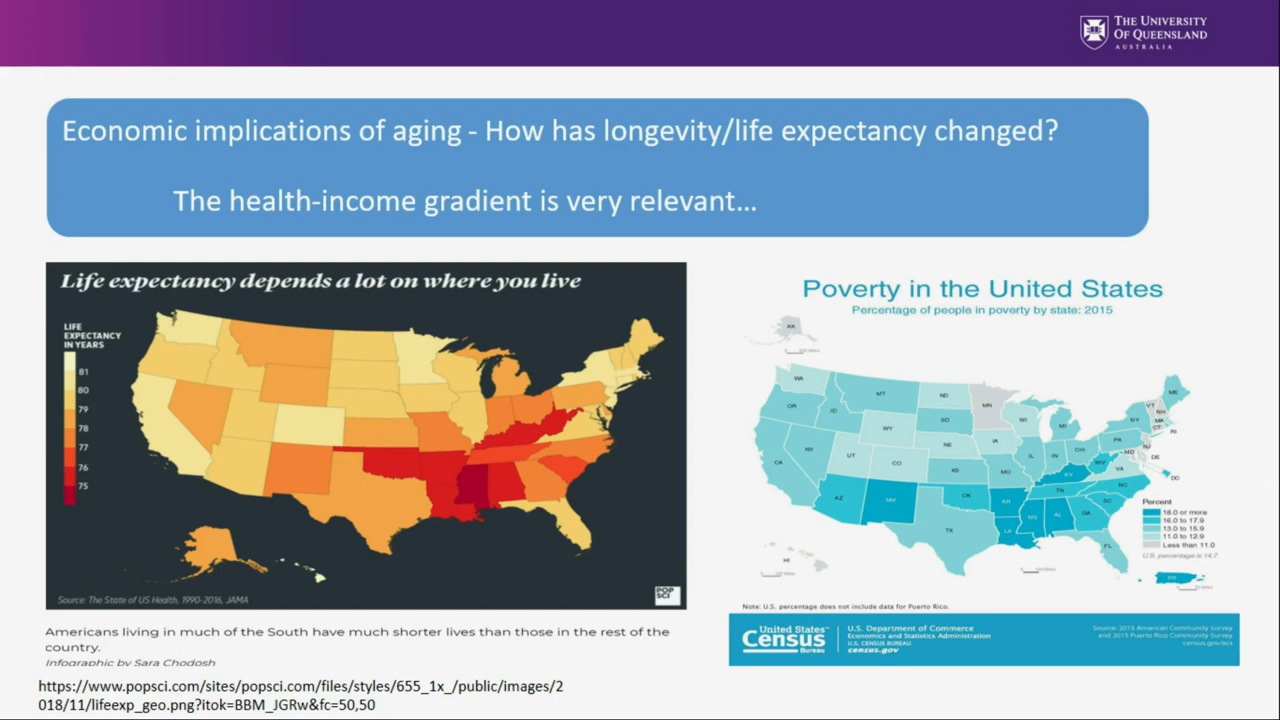 THE UNIVERSITY
OF QUEENSLAND
AUSTRALIA
Economic implications of aging - How has longevity/life expectancy changed?
The health-income gradient is very relevant...
Life expectancy depends a lot on where you live
LIFE
EXPECTANCY
IN YEARS
81
80
79
78
77
76
75
Source: The State of US Health, 1990-2016, JAMA
POP
SCI
Americans living in much of the South have much shorter lives than those in the rest of the
country.
Infographic by Sara Chodosh
https://www.popsci.com/sites/popsci.com/files/styles/655_1x_/public/images/2
018/11/lifeexp_geo.png?itok=BBM_JGRw&fc=50,50
Poverty in the United States
Percentage of people in poverty by state: 2015
AK
WA
MT
ND
MN
ME
VT
NH
OR
ID
SD
WI
MI
NY
MA
CT
RI
WY
IA
PA
NJ
NV
NE
IL
IN
OH
MD
DE
CA
UT
CO
KS
MO
KY
WV
VA
DC
AZ
NM
OK
AR
TN
NC
SC
TX
LA
MS
AL
GA
FL
HI
PR
Percent
18.0 or more
16.0 to 17.9
13.0 to 15.9
11.0 to 12.9
Less than 11.0
U.S. percentage is 14.7
Note: U.S. percentage does not include data for Puerto Rico.
United States
Census
Bureau
U.S. Department of Commerce
Economics and Statistics Administration
U.S. CENSUS BUREAU
census.gov
Source: 2015 American Community Survey
and 2015 Puerto Rico Community Survey
census.gov/acs